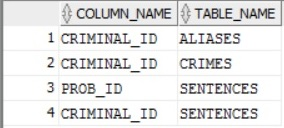 COLUMN_NAME TABLE_NAME
1 CRIMINAL_ID ALIASES
2 CRIMINAL_ID CRIMES
3 PROB_ID SENTENCES
4 CRIMINAL_ID SENTENCES